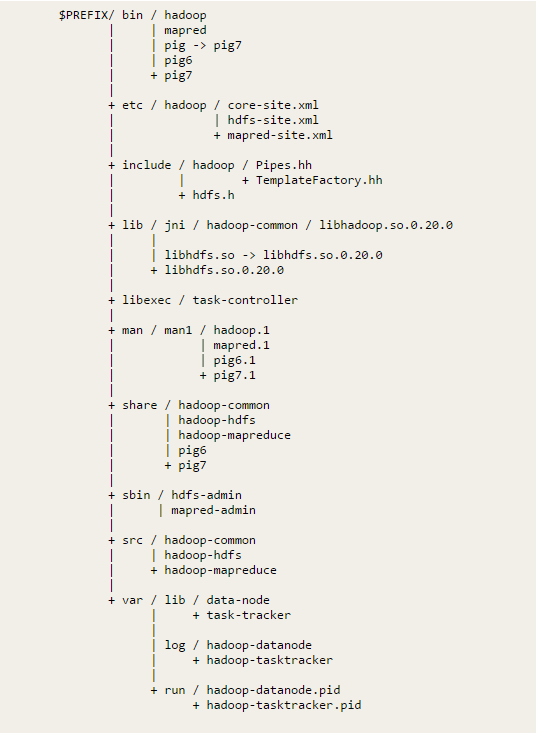 $PREFIX/ bin / hadoop
       |     | mapred
       |     | pig -> pig7
       |     | pig6
       |     + pig7
       |
       + etc / hadoop / core-site.xml
       |              | hdfs-site.xml
       |              + mapred-site.xml
       |
       + include / hadoop / Pipes.hh
       |         |        + TemplateFactory.hh
       |         + hdfs.h
       |
       + lib / jni / hadoop-common / libhadoop.so.0.20.0
       |     |
       |     | libhdfs.so -> libhdfs.so.0.20.0
       |     + libhdfs.so.0.20.0
       |
       + libexec / task-controller
       |
       + man / man1 / hadoop.1
       |            | mapred.1
       |            | pig6.1
       |            + pig7.1
       |
       + share / hadoop-common
       |       | hadoop-hdfs
       |       | hadoop-mapreduce
       |       | pig6
       |       + pig7
       |
       + sbin / hdfs-admin
       |      | mapred-admin
       |
       + src / hadoop-common
       |     | hadoop-hdfs
       |     + hadoop-mapreduce
       |
       + var / lib / data-node
             |     + task-tracker
             |
             | log / hadoop-datanode
             |     + hadoop-tasktracker
             |
             + run / hadoop-datanode.pid
                   + hadoop-tasktracker.pid